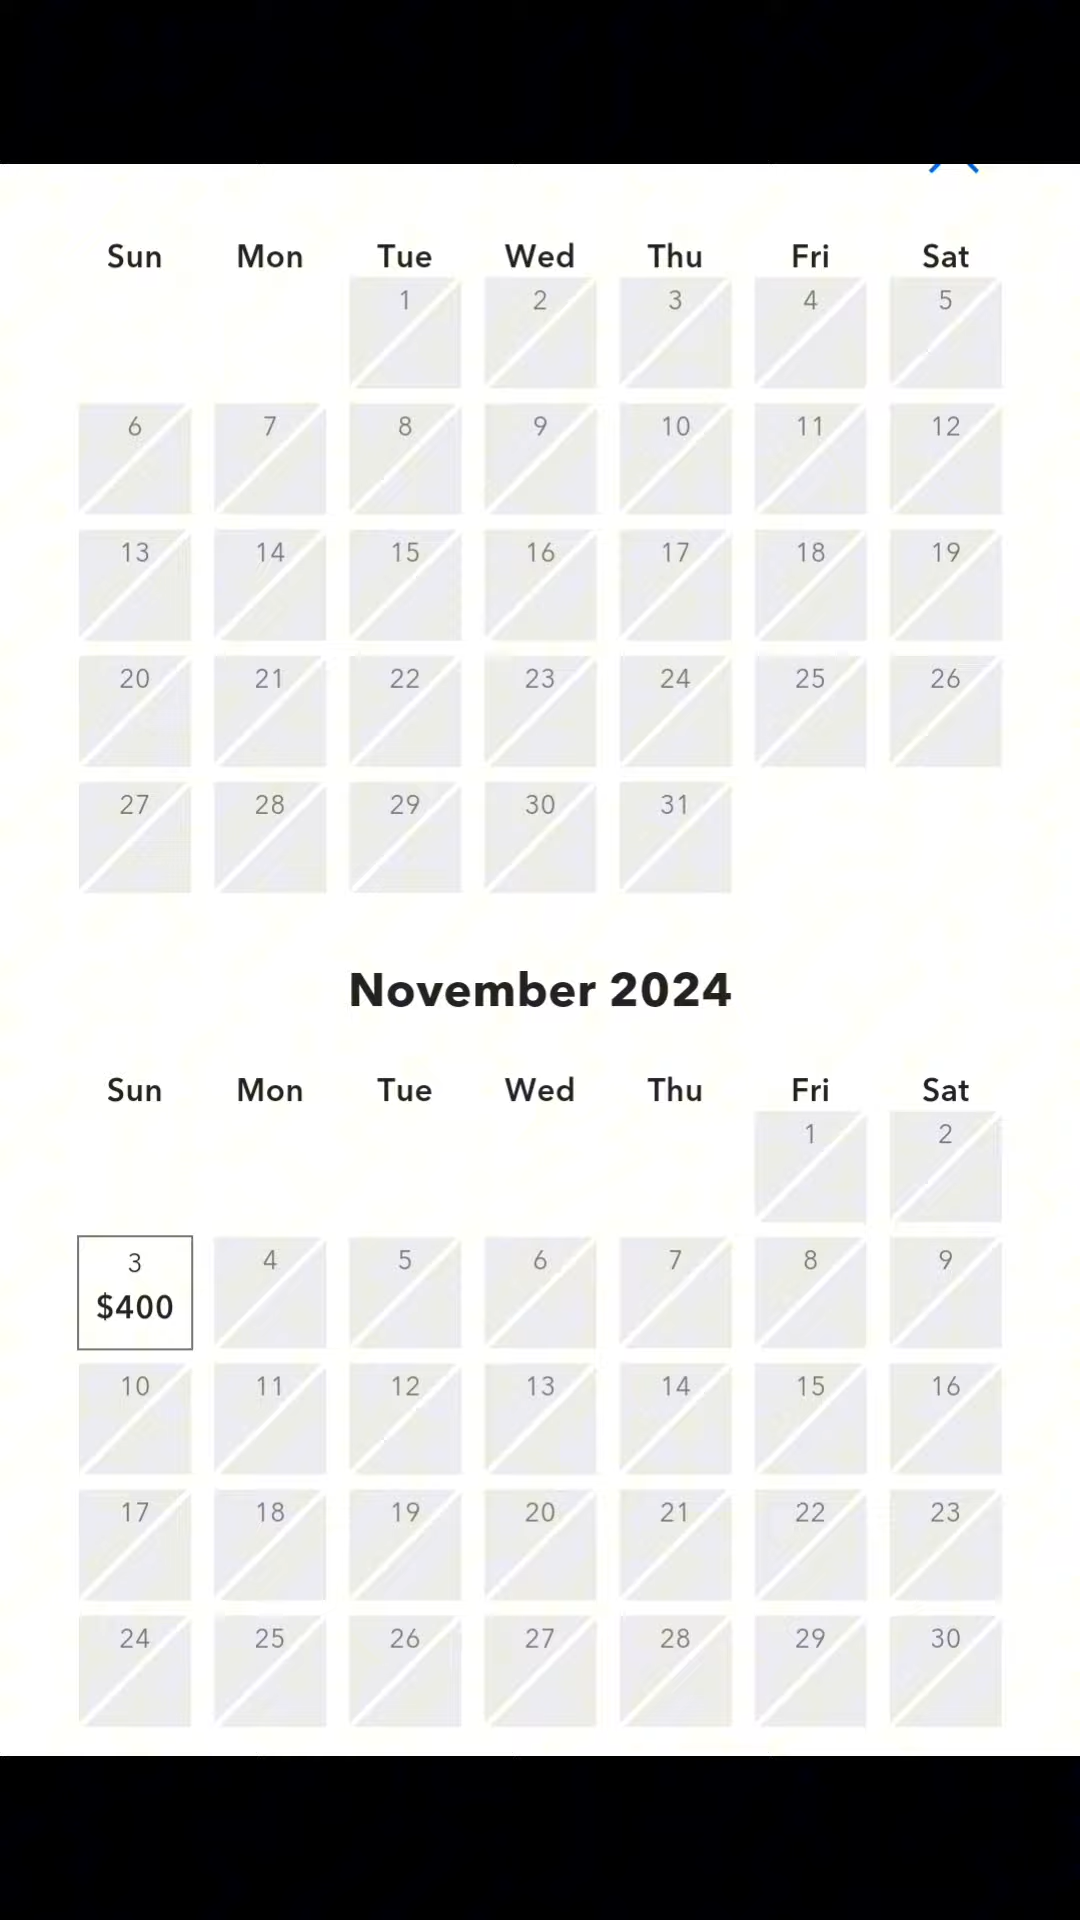 Sun Mon Tue Wed Thu Fri Sat
1 2 3 4 5
6 7 8 9 10 11 12
13 14 15 16 17 18 19
20 21 22 23 24 25 26
27 28 29 30 31
November 2024
Sun Mon Tue Wed Thu Fri Sat
1 2
3 4 5 6 7 8 9
$400
10 11 12 13 14 15 16
17 18 19 20 21 22 23
24 25 26 27 28 29 30